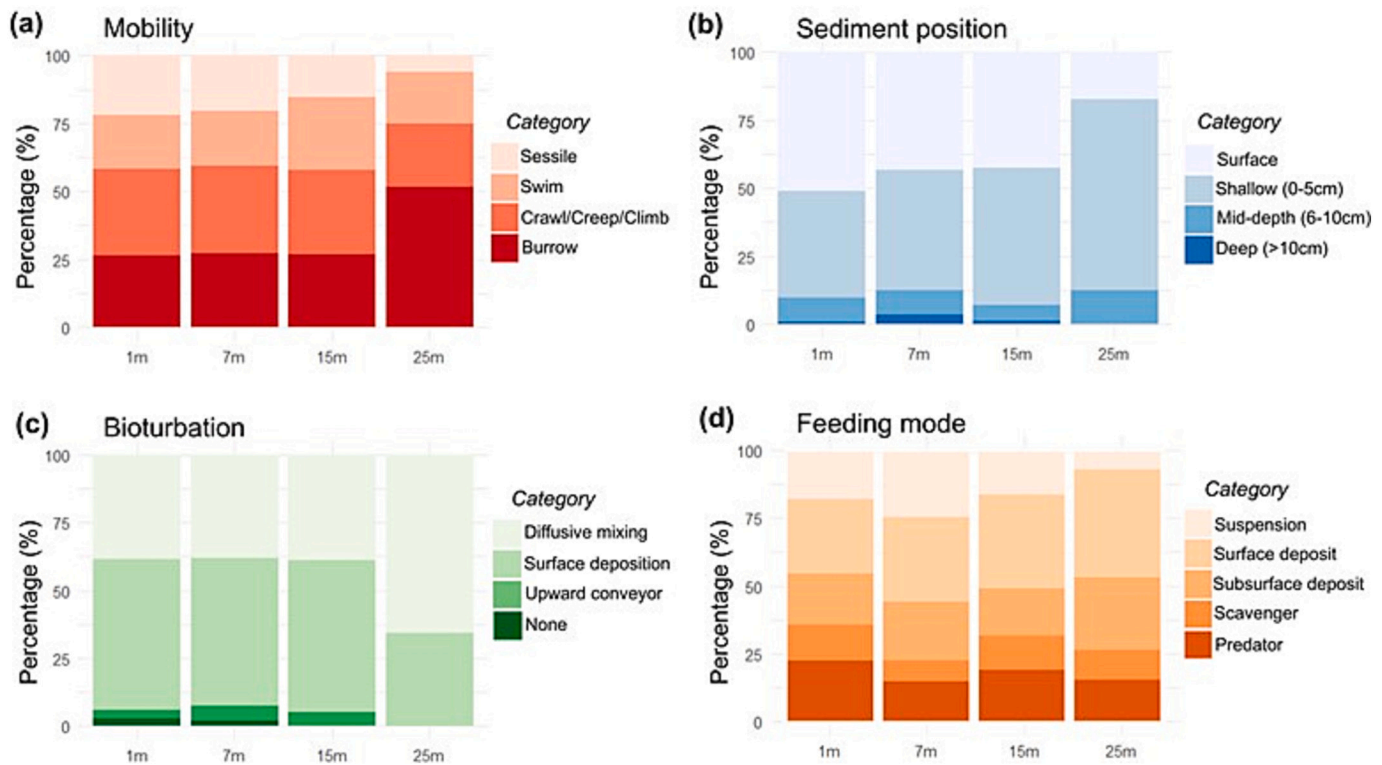 (a) Mobility
Percentage (%)
100
75
50
25
0
1m 7m 15m 25m
Category
Sessile
Swim
Crawl/Creep/Climb
Burrow
(b) Sediment position
Percentage (%)
100
75
50
25
0
1m 7m 15m 25m
Category
Surface
Shallow (0-5cm)
Mid-depth (6-10cm)
Deep (>10cm)
(c) Bioturbation
Percentage (%)
100
75
50
25
0
1m 7m 15m 25m
Category
Diffusive mixing
Surface deposition
Upward conveyor
None
(d) Feeding mode
Percentage (%)
100
75
50
25
0
1m 7m 15m 25m
Category
Suspension
Surface deposit
Subsurface deposit
Scavenger
Predator